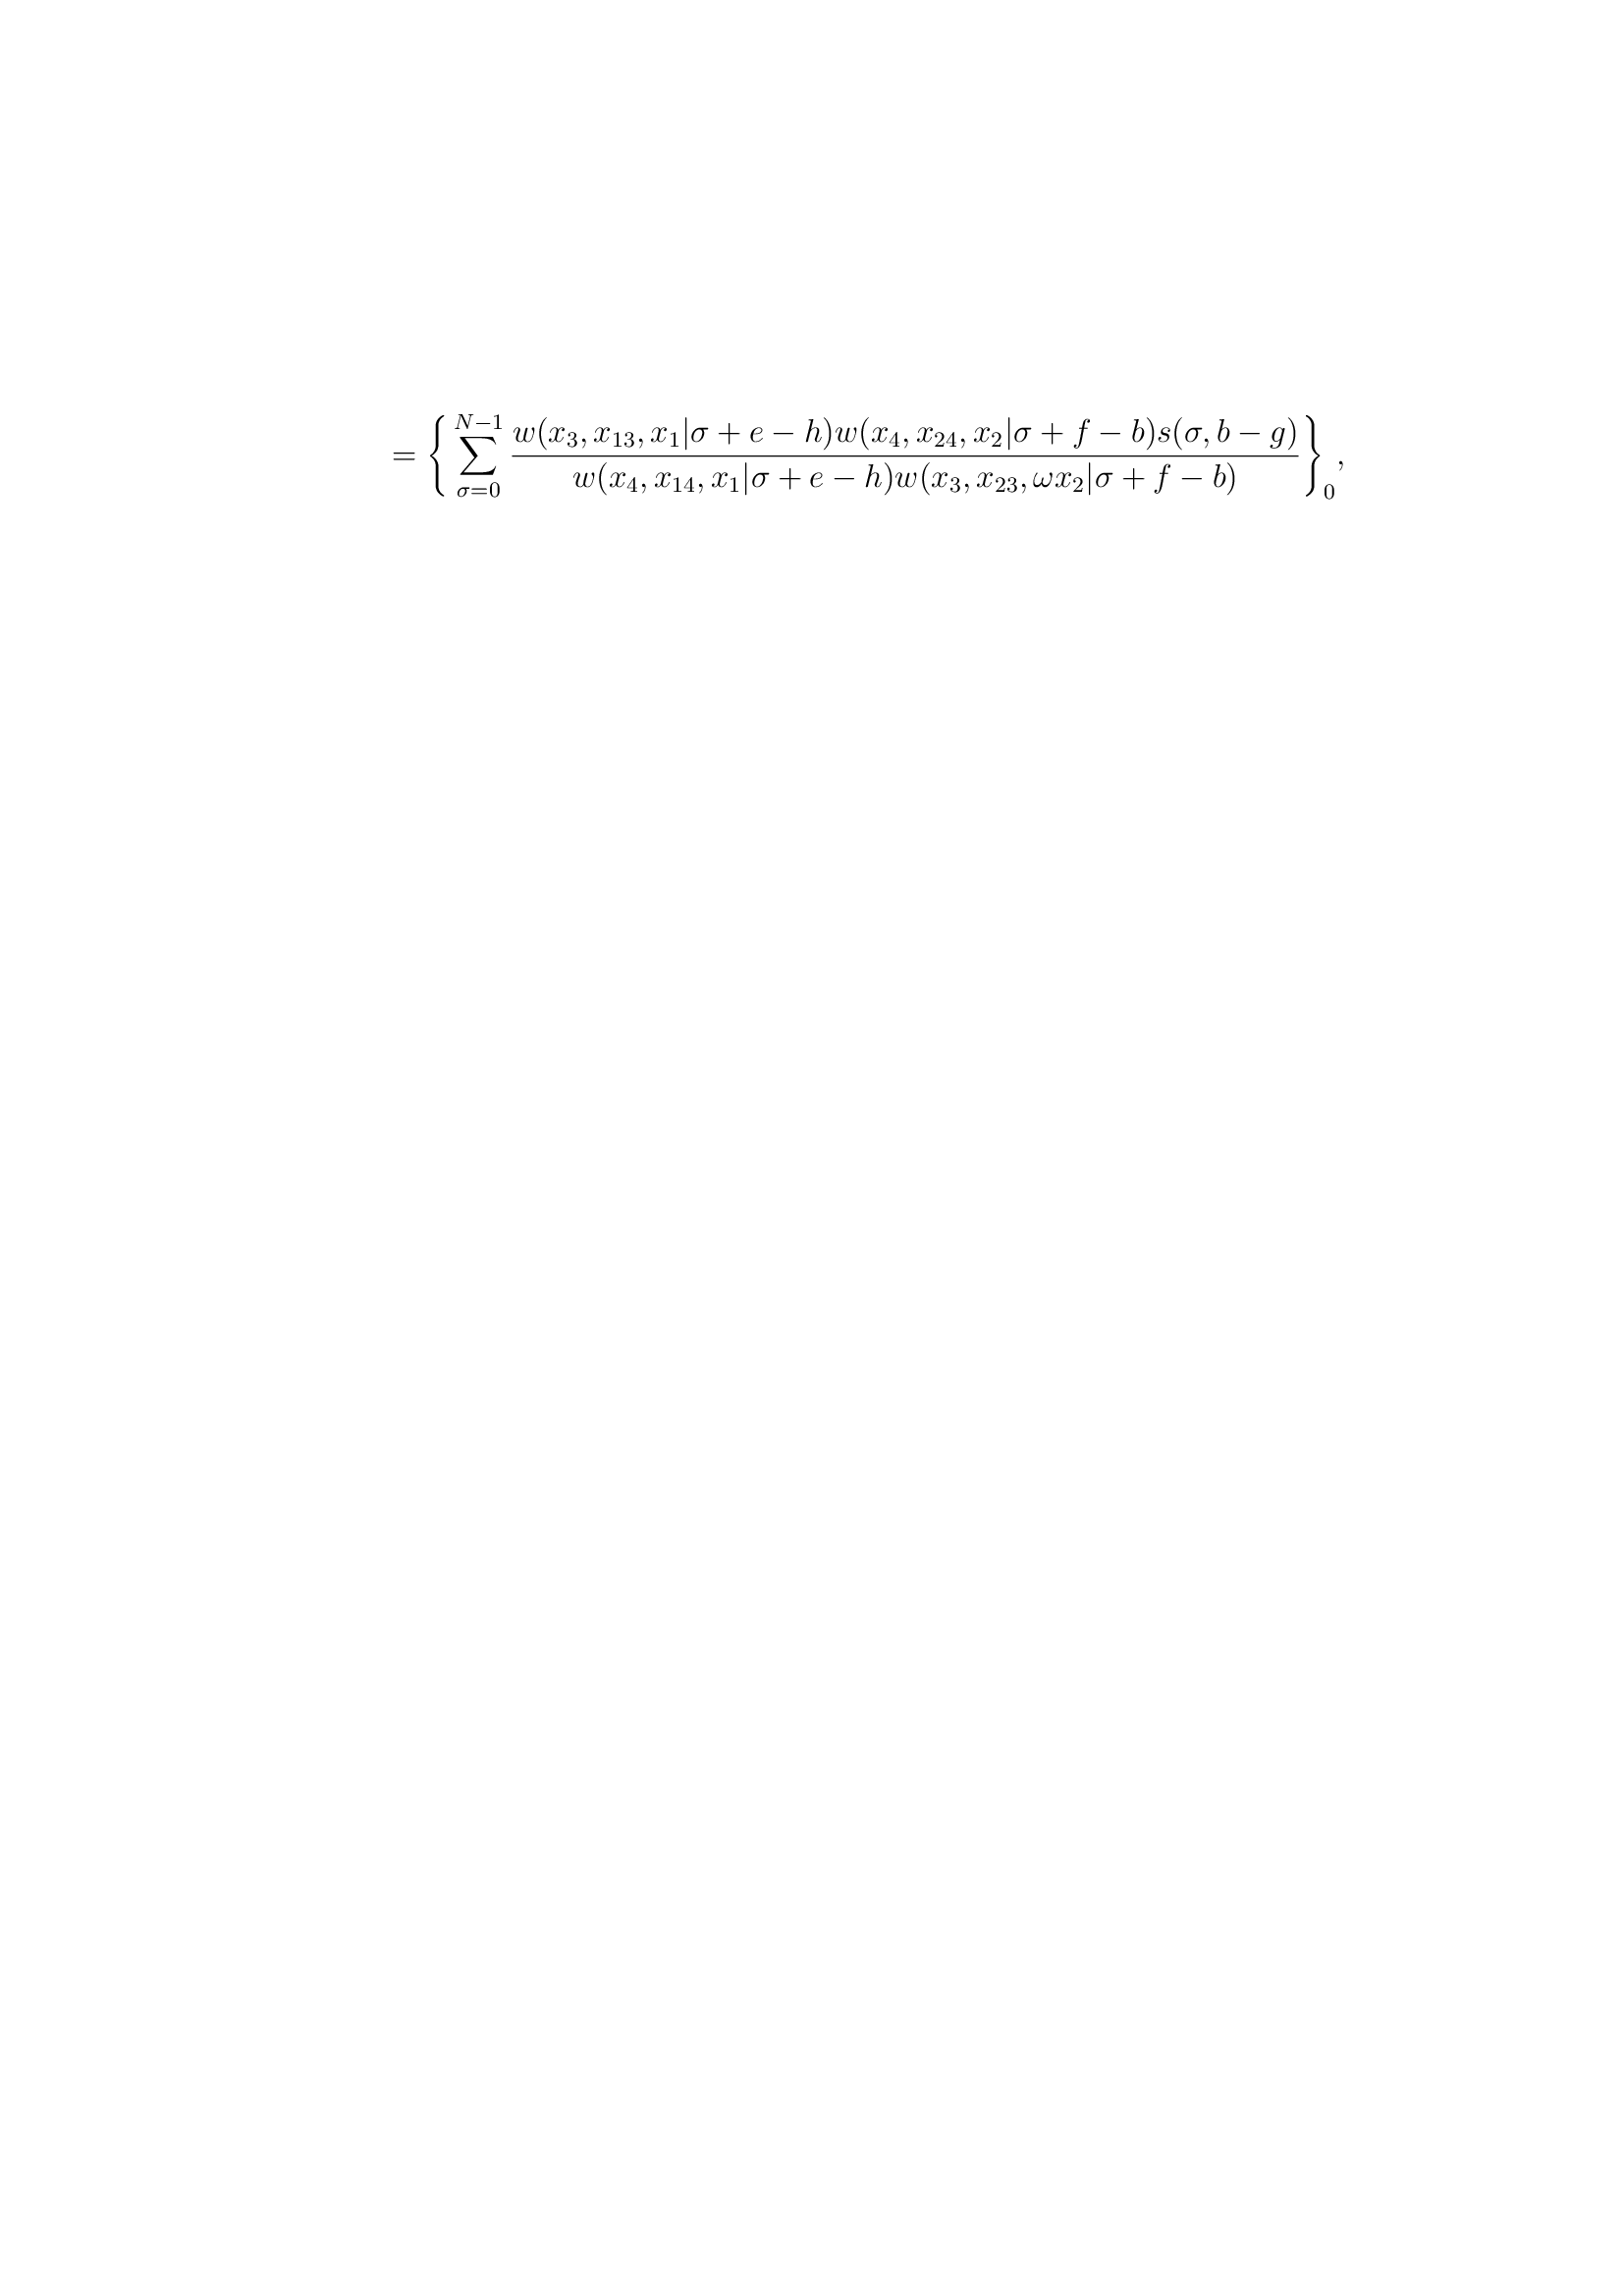 $$= \left\{ \sum_{\sigma=0}^{N-1} \frac{w(x_3, x_{13}, x_1|\sigma + e - h)w(x_4, x_{24}, x_2|\sigma + f - b)s(\sigma, b - g)}{w(x_4, x_{14}, x_1|\sigma + e - h)w(x_3, x_{23}, \omega x_2|\sigma + f - b)} \right\}_0,$$